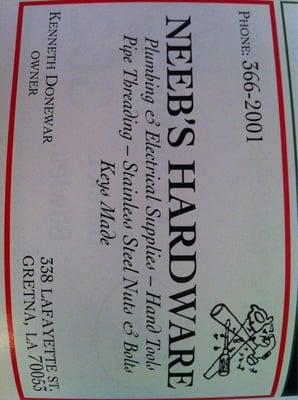 PHONE: 366-2001
NEEB'S HARDWARE
Plumbing & Electrical Supplies – Hand Tools
Pipe Threading – Stainless Steel Nuts & Bolts
Keys Made
KENNETH DONEWAR
OWNER
338 LAFAYETTE ST.
GRETNA, LA 70053